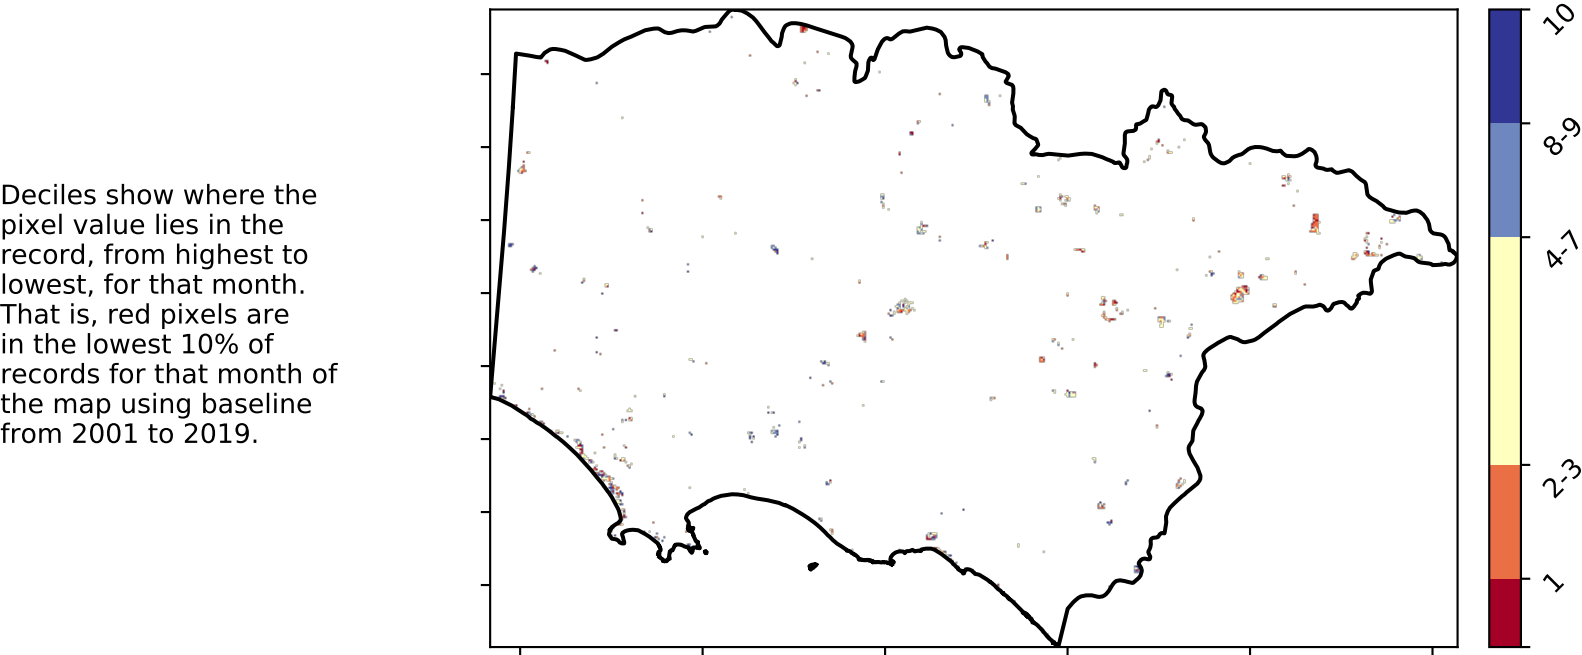 Deciles show where the
pixel value lies in the
record, from highest to
lowest, for that month.
That is, red pixels are
in the lowest 10% of
records for that month of
the map using baseline
from 2001 to 2019.
10
8-9
4-7
2-3
1